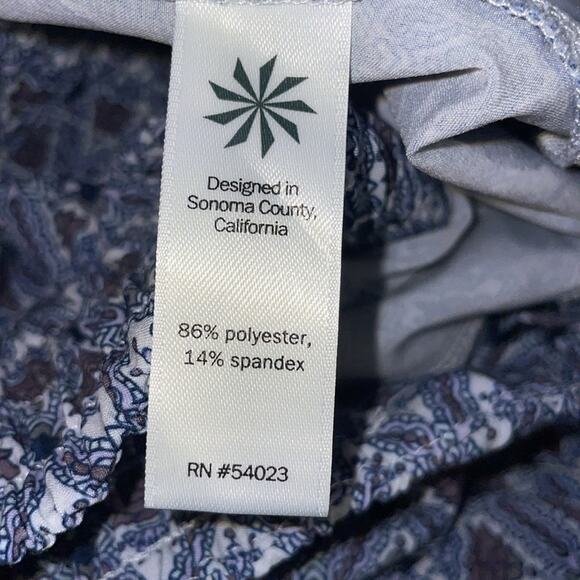 Designed in
Sonoma County,
California
86% polyester,
14% spandex
RN #54023